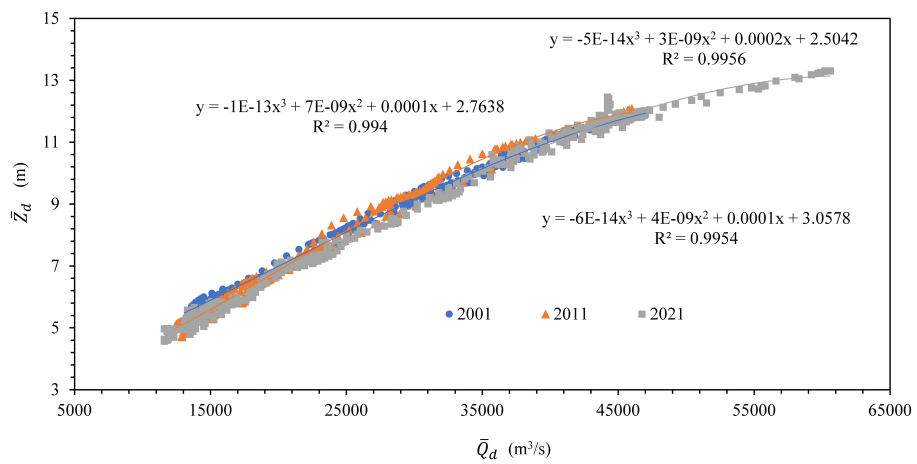 15
13
11
9
7
5
3
5000 15000 25000 35000 45000 55000 65000
Z̄d (m)
Q̄d (m³/s)
y = -5E-14x³ + 3E-09x² + 0.0002x + 2.5042
R² = 0.9956
y = -1E-13x³ + 7E-09x² + 0.0001x + 2.7638
R² = 0.994
y = -6E-14x³ + 4E-09x² + 0.0001x + 3.0578
R² = 0.9954
2001 2011 2021